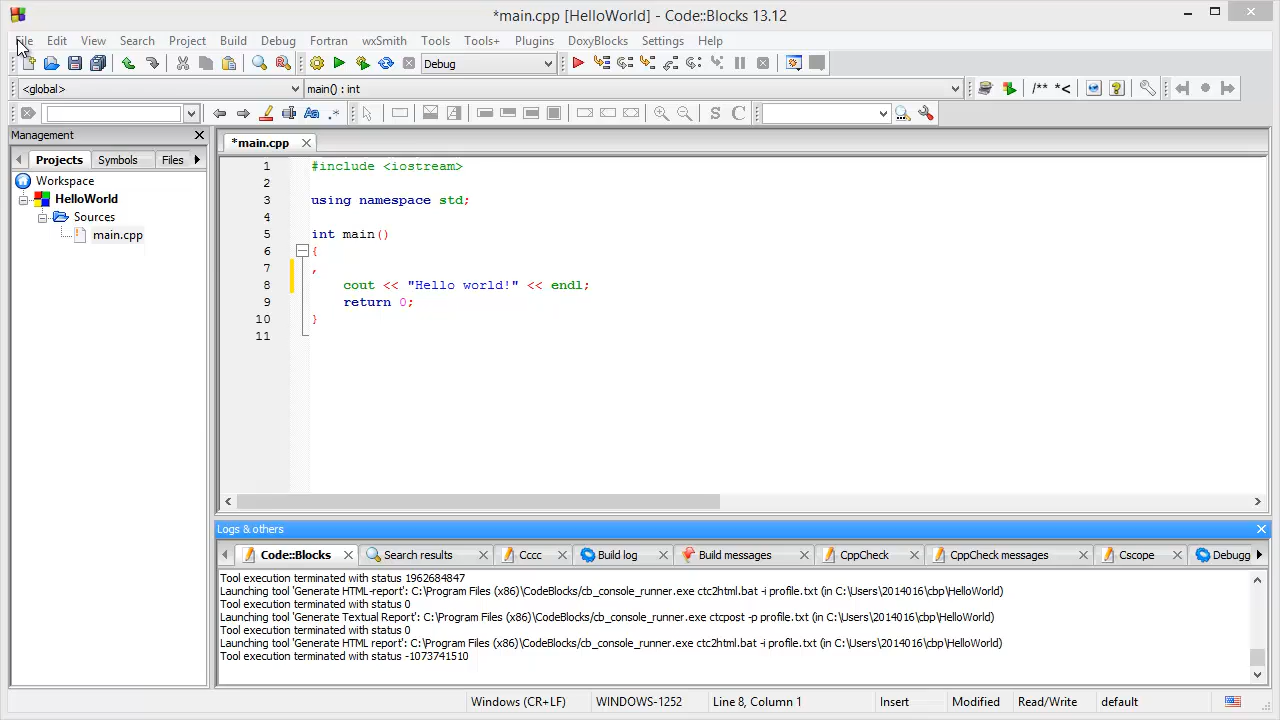 *main.cpp [HelloWorld] - Code::Blocks 13.12
File Edit View Search Project Build Debug Fortran wxSmith Tools Tools+ Plugins DoxyBlocks Settings Help
Debug
<global> main() : int /** *<
Aa .* S C
Management
Projects Symbols Files
Workspace
HelloWorld
Sources
main.cpp
*main.cpp
1 #include <iostream>
2
3 using namespace std;
4
5 int main()
6 {
7 ,
8 cout << "Hello world!" << endl;
9 return 0;
10 }
11
Logs & others
Code::Blocks Search results Cccc Build log Build messages CppCheck CppCheck messages Cscope Debugg
Tool execution terminated with status 1962684847
Launching tool 'Generate HTML-report': C:\Program Files (x86)\CodeBlocks/cb_console_runner.exe ctc2html.bat -i profile.txt (in C:\Users\2014016\cbp\HelloWorld)
Tool execution terminated with status 0
Launching tool 'Generate Textual Report': C:\Program Files (x86)\CodeBlocks/cb_console_runner.exe ctcpost -p profile.txt (in C:\Users\2014016\cbp\HelloWorld)
Tool execution terminated with status 0
Launching tool 'Generate HTML report': C:\Program Files (x86)\CodeBlocks/cb_console_runner.exe ctc2html.bat -i profile.txt (in C:\Users\2014016\cbp\HelloWorld)
Tool execution terminated with status -1073741510
Windows (CR+LF) WINDOWS-1252 Line 8, Column 1 Insert Modified Read/Write default